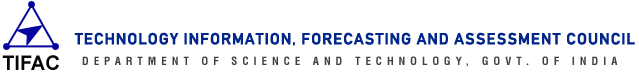 TIFAC
TECHNOLOGY INFORMATION, FORECASTING AND ASSESSMENT COUNCIL
DEPARTMENT OF SCIENCE AND TECHNOLOGY, GOVT. OF INDIA